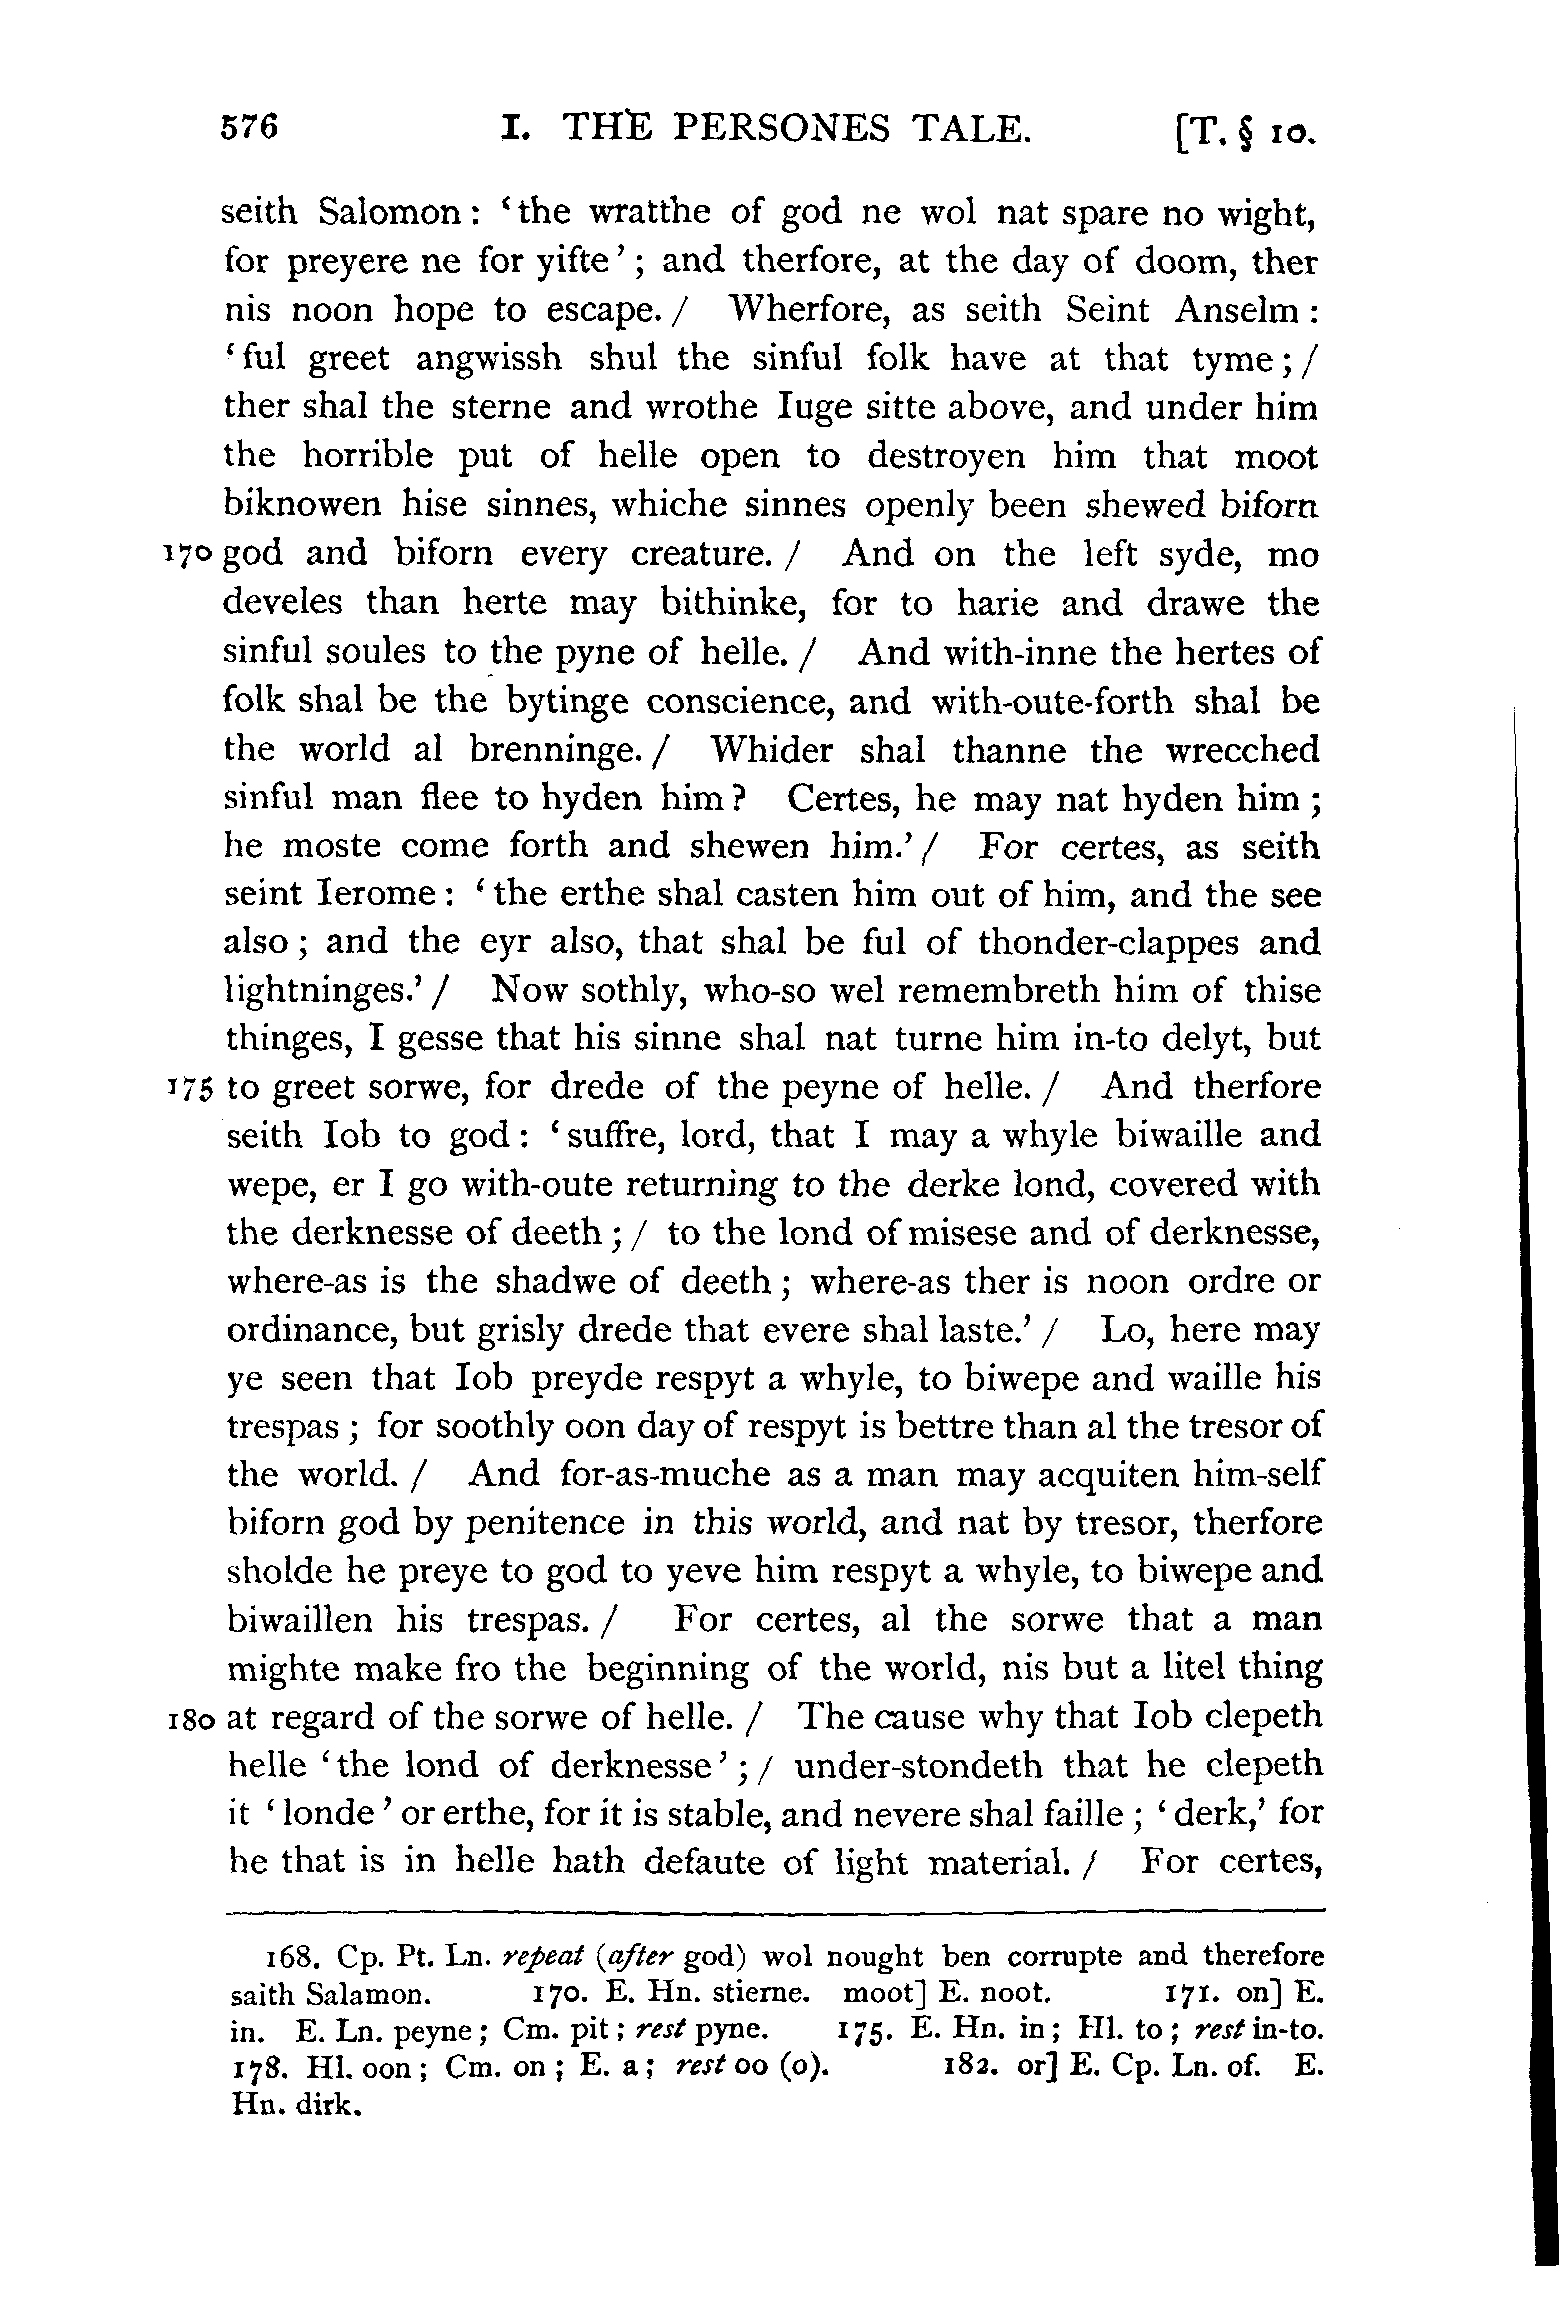 576 I. THE PERSONES TALE. [T. § 10.
seith Salomon : ‘the wratthe of god ne wol nat spare no wight,
for preyere ne for yifte’ ; and therfore, at the day of doom, ther
nis noon hope to escape. / Wherfore, as seith Seint Anselm :
‘ful greet angwissh shul the sinful folk have at that tyme ; /
ther shal the sterne and wrothe Iuge sitte above, and under him
the horrible put of helle open to destroyen him that moot
biknowen hise sinnes, whiche sinnes openly been shewed biforn
170 god and biforn every creature. / And on the left syde, mo
develes than herte may bithinke, for to harie and drawe the
sinful soules to the pyne of helle. / And with-inne the hertes of
folk shal be the bytinge conscience, and with-oute-forth shal be
the world al brenninge. / Whider shal thanne the wrecched
sinful man flee to hyden him ? Certes, he may nat hyden him ;
he moste come forth and shewen him.’ / For certes, as seith
seint Ierome : ‘the erthe shal casten him out of him, and the see
also ; and the eyr also, that shal be ful of thonder-clappes and
lightninges.’ / Now sothly, who-so wel remembreth him of thise
thinges, I gesse that his sinne shal nat turne him in-to delyt, but
175 to greet sorwe, for drede of the peyne of helle. / And therfore
seith Iob to god : ‘suffre, lord, that I may a whyle biwaille and
wepe, er I go with-oute returning to the derke lond, covered with
the derknesse of deeth ; / to the lond of misese and of derknesse,
where-as is the shadwe of deeth ; where-as ther is noon ordre or
ordinance, but grisly drede that evere shal laste.’ / Lo, here may
ye seen that Iob preyde respyt a whyle, to biwepe and waille his
trespas ; for soothly oon day of respyt is bettre than al the tresor of
the world. / And for-as-muche as a man may acquiten him-self
biforn god by penitence in this world, and nat by tresor, therfore
sholde he preye to god to yeve him respyt a whyle, to biwepe and
biwaillen his trespas. / For certes, al the sorwe that a man
mighte make fro the beginning of the world, nis but a litel thing
180 at regard of the sorwe of helle. / The cause why that Iob clepeth
helle ‘the lond of derknesse’ ; / under-stondeth that he clepeth
it ‘londe’ or erthe, for it is stable, and nevere shal faille ; ‘derk,’ for
he that is in helle hath defaute of light material. / For certes,
168. Cp. Pt. Ln. repeat (after god) wol nought ben corrupte and therefore
saith Salamon. 170. E. Hn. stierne. moot] E. noot. 171. on] E.
in. E. Ln. peyne ; Cm. pit ; rest pyne. 175. E. Hn. in ; Hl. to ; rest in-to.
178. Hl. oon ; Cm. on ; E. a ; rest oo (o). 182. or] E. Cp. Ln. of. E.
Hn. dirk.